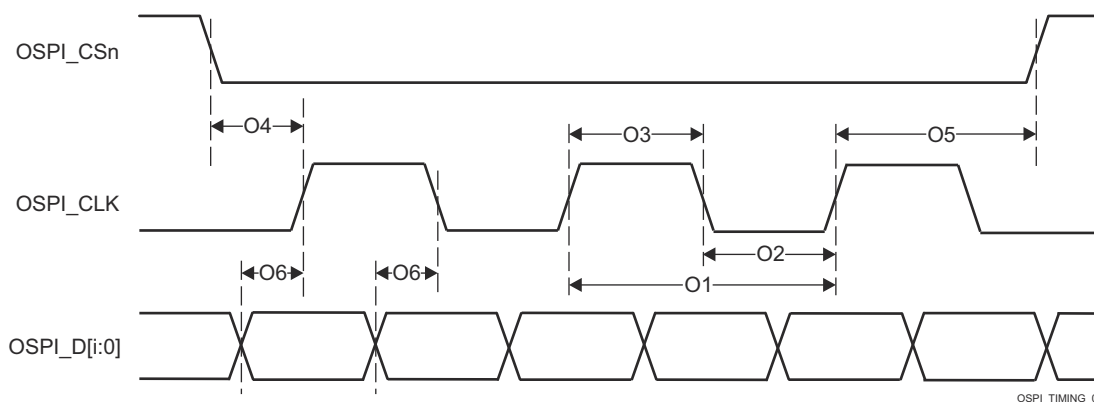 OSPI_CSn
O4
O3
O5
OSPI_CLK
O6
O6
O2
O1
OSPI_D[i:0]